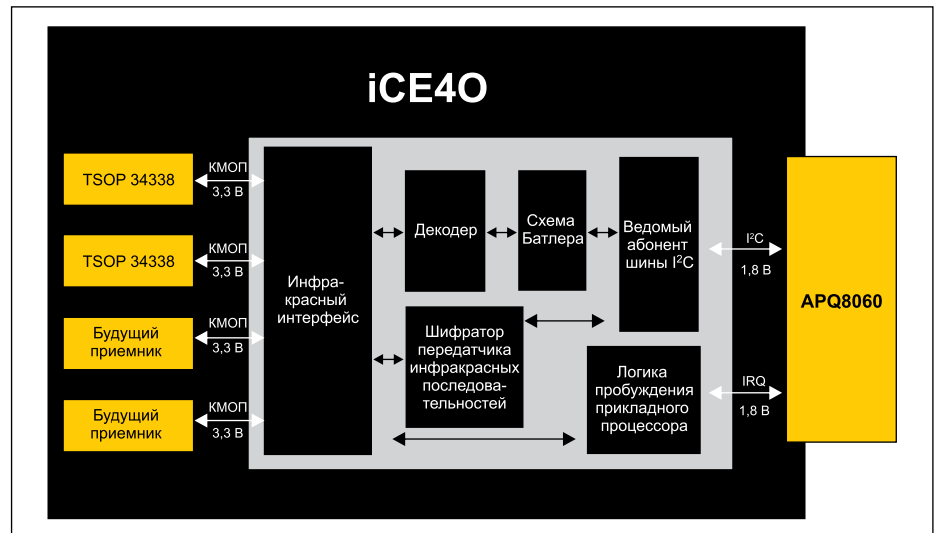 iCE4O
TSOP 34338
КМОП
3,3 В
TSOP 34338
КМОП
3,3 В
Будущий
приемник
КМОП
3,3 В
Будущий
приемник
КМОП
3,3 В
Инфра-
красный
интерфейс
Декодер
Схема
Батлера
Ведомый
абонент
шины I²C
Шифратор
передатчика
инфракрасных
последова-
тельностей
Логика
пробуждения
прикладного
процессора
I²C
1,8 В
IRQ
1,8 В
APQ8060